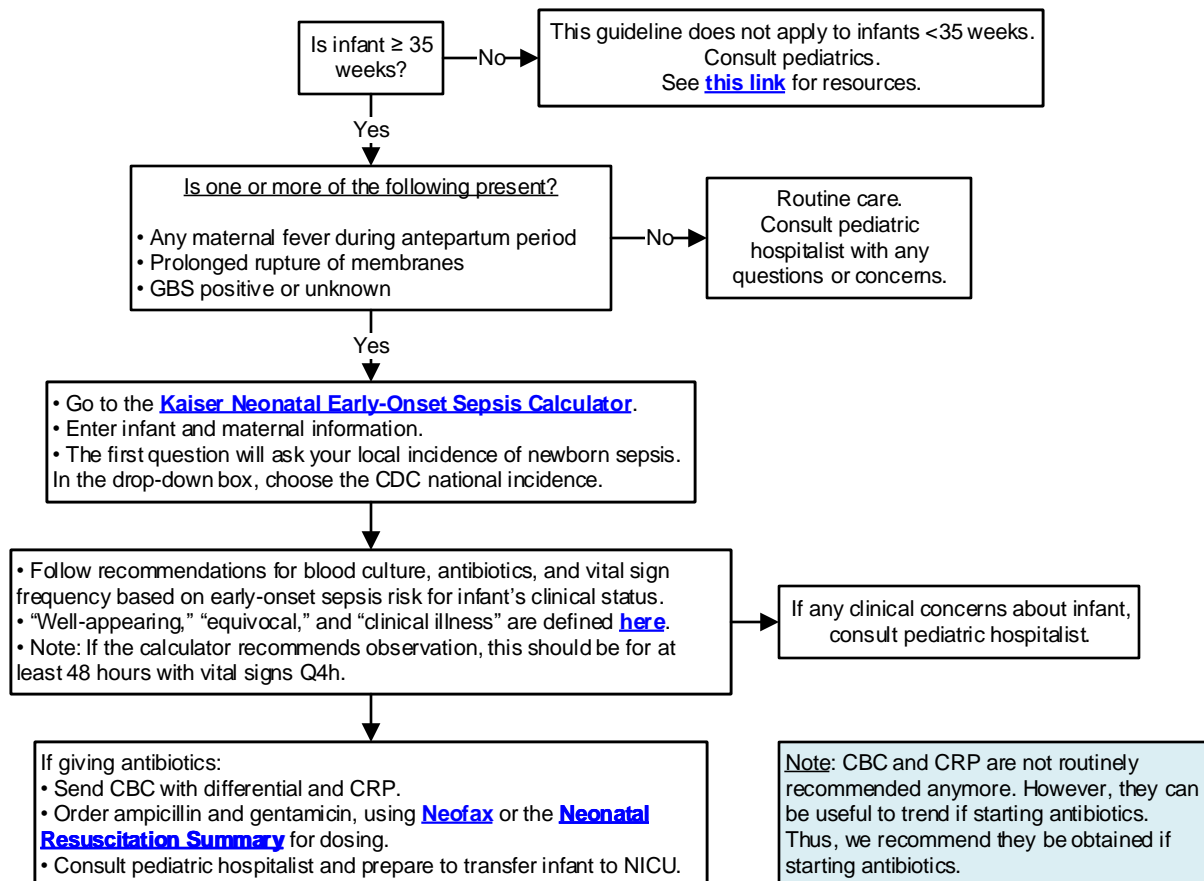 Is infant ≥ 35
weeks?
No
This guideline does not apply to infants <35 weeks.
Consult pediatrics.
See this link for resources.
Yes
Is one or more of the following present?
• Any maternal fever during antepartum period
• Prolonged rupture of membranes
• GBS positive or unknown
No
Routine care.
Consult pediatric
hospitalist with any
questions or concerns.
Yes
• Go to the Kaiser Neonatal Early-Onset Sepsis Calculator.
• Enter infant and maternal information.
• The first question will ask your local incidence of newborn sepsis.
In the drop-down box, choose the CDC national incidence.
• Follow recommendations for blood culture, antibiotics, and vital sign
frequency based on early-onset sepsis risk for infant's clinical status.
• “Well-appearing,” “equivocal,” and “clinical illness” are defined here.
• Note: If the calculator recommends observation, this should be for at
least 48 hours with vital signs Q4h.
If any clinical concerns about infant,
consult pediatric hospitalist.
If giving antibiotics:
• Send CBC with differential and CRP.
• Order ampicillin and gentamicin, using Neofax or the Neonatal
Resuscitation Summary for dosing.
• Consult pediatric hospitalist and prepare to transfer infant to NICU.
Note: CBC and CRP are not routinely
recommended anymore. However, they can
be useful to trend if starting antibiotics.
Thus, we recommend they be obtained if
starting antibiotics.